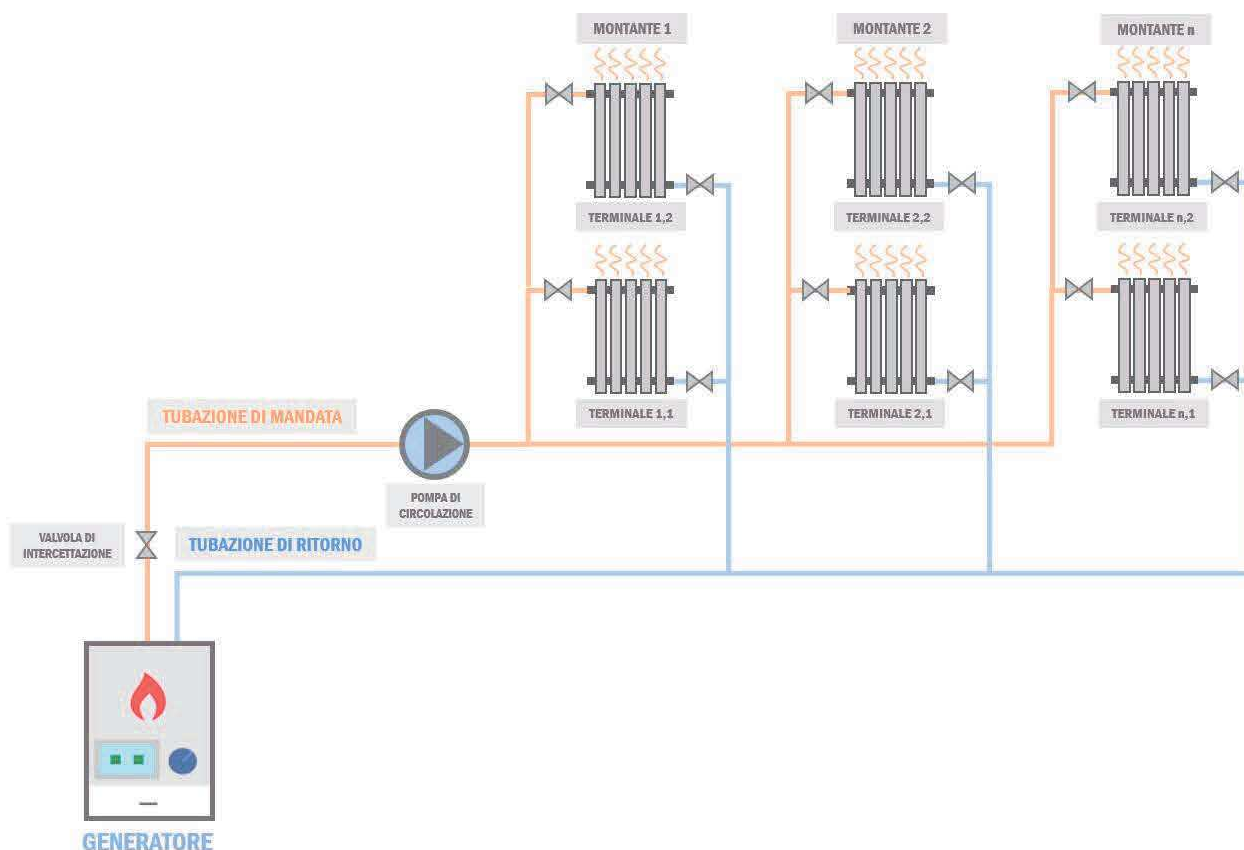 MONTANTE 1
MONTANTE 2
MONTANTE n
TERMINALE 1,2
TERMINALE 2,2
TERMINALE n,2
TERMINALE 1,1
TERMINALE 2,1
TERMINALE n,1
TUBAZIONE DI MANDATA
POMPA DI
CIRCOLAZIONE
VALVOLA DI
INTERCETTAZIONE
TUBAZIONE DI RITORNO
GENERATORE